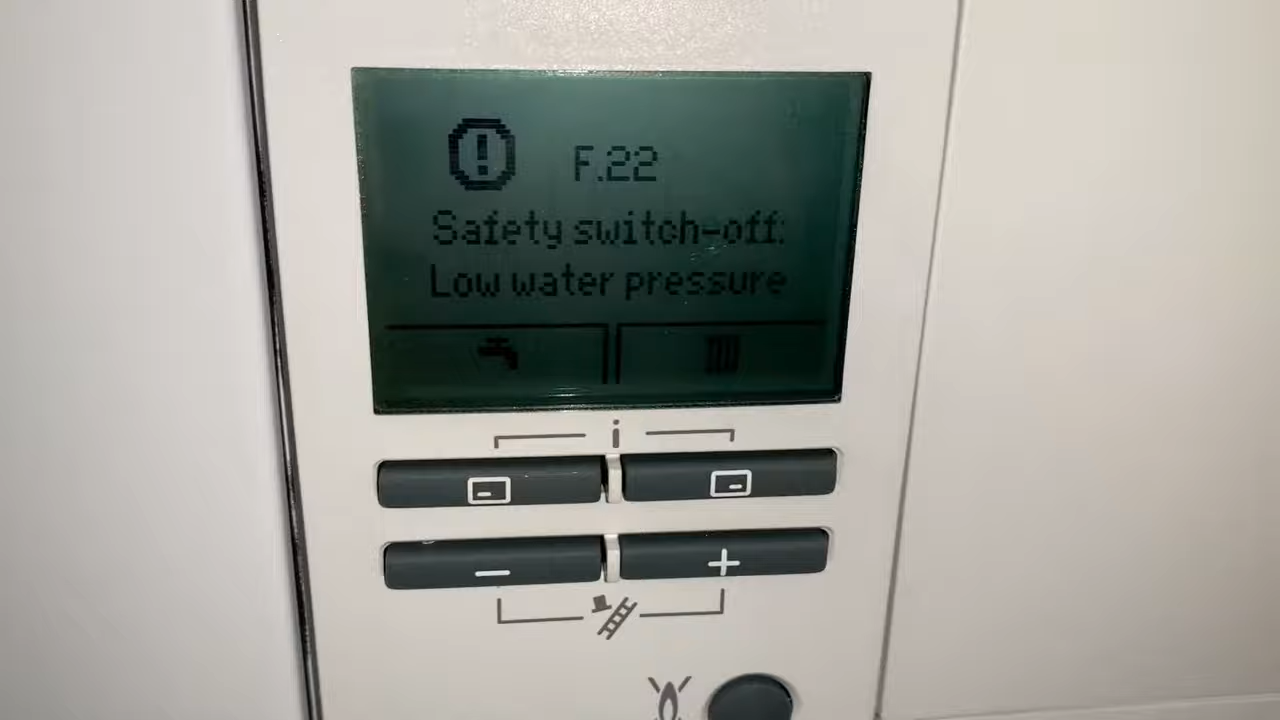 F.22
Safety switch-off:
Low water pressure
i
− +